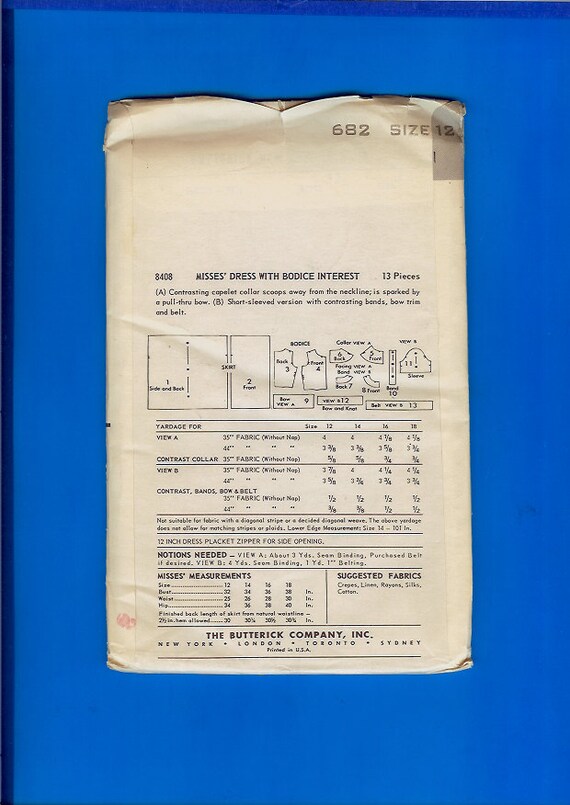 682 SIZE 12
8408 MISSES' DRESS WITH BODICE INTEREST 13 Pieces
(A) Contrasting capelet collar scoops away from the neckline; is sparked by
a pull-thru bow. (B) Short-sleeved version with contrasting bands, bow trim
and belt.
1
Side and Back
SKIRT
2
Front
BODICE
Back
3
Front
4
Collar VIEW A
6
Back
5
Front
Facing VIEW A
Band VIEW B
Back 7
8 Front
Band
10
VIEW B
11
Sleeve
Bow
VIEW A
9
VIEW B 12
Bow and Knot
Belt VIEW B 13
YARDAGE FOR Size 12 14 16 18
VIEW A 35" FABRIC (Without Nap) 4 4 4 1/8 4 1/8
44" " " " 3 3/8 3 3/8 3 5/8 3 3/4
CONTRAST COLLAR 35" FABRIC (Without Nap) 5/8 5/8 3/4 3/4
VIEW B 35" FABRIC (Without Nap) 3 7/8 4 4 1/4 4 1/4
44" " " " 3 5/8 3 3/4 3 3/4 3 3/4
CONTRAST, BANDS, BOW & BELT
35" FABRIC (Without Nap) 1/2 1/2 1/2 1/2
44" " " " 3/8 3/8 1/2 1/2
Not suitable for fabric with a diagonal stripe or a decided diagonal weave. The above yardage
does not allow for matching stripes or plaids. Lower Edge Measurement: Size 14 – 101 In.
12 INCH DRESS PLACKET ZIPPER FOR SIDE OPENING.
NOTIONS NEEDED – VIEW A: About 3 Yds. Seam Binding, Purchased Belt
if desired. VIEW B: 4 Yds. Seam Binding, 1 Yd. 1" Belting.
MISSES' MEASUREMENTS
Size 12 14 16 18
Bust 32 34 36 38 In.
Waist 25 26 28 30 In.
Hip 34 36 38 40 In.
Finished back length of skirt from natural waistline –
2½-in. hem allowed 30 30¼ 30½ 30¾ In.
SUGGESTED FABRICS
Crepes, Linen, Rayons, Silks,
Cotton.
THE BUTTERICK COMPANY, INC.
NEW YORK • LONDON • TORONTO • SYDNEY
Printed in U.S.A.